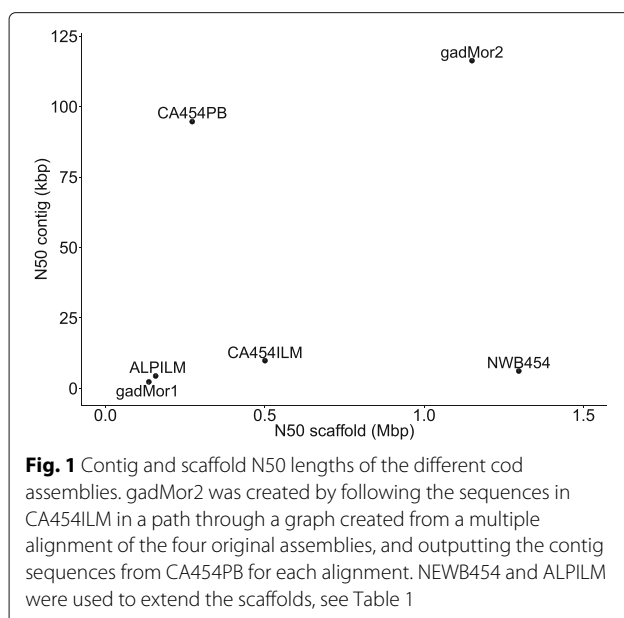 125
100
75
50
25
0
N50 contig (kbp)
gadMor2
CA454PB
CA454ILM
NWB454
ALPILM
gadMor1
0.0 0.5 1.0 1.5
N50 scaffold (Mbp)
Fig. 1 Contig and scaffold N50 lengths of the different cod
assemblies. gadMor2 was created by following the sequences in
CA454ILM in a path through a graph created from a multiple
alignment of the four original assemblies, and outputting the contig
sequences from CA454PB for each alignment. NEWB454 and ALPILM
were used to extend the scaffolds, see Table 1